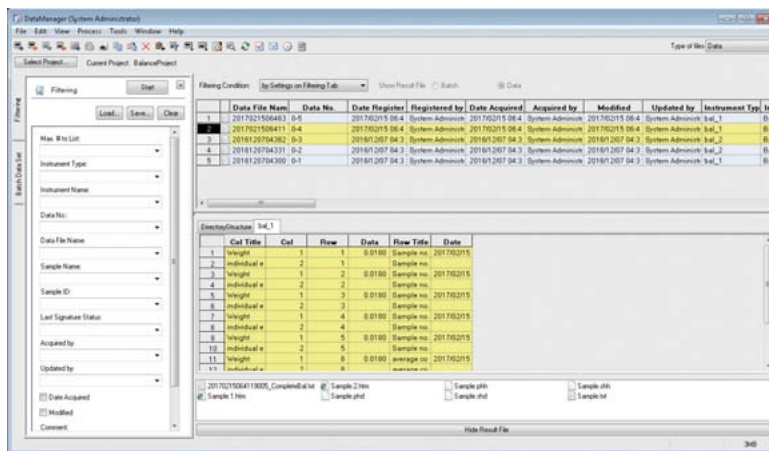 DataManager (System Administrator)
File Edit View Process Tools Window Help
Type of files Data
Select Project... Current Project: BalanceProject
Filtering
Batch Data Set
Filtering Start
Load... Save... Clear
Max. # to List:
Instrument Type:
Instrument Name:
Data No.:
Data File Name:
Sample Name:
Sample ID:
Last Signature Status:
Acquired by
Updated by
Date Acquired
Modified
Comment
Filtering Condition: by Settings on Filtering Tab Show Result File Batch Data
Data File Nam Data No. Date Register Registered by Date Acquired Acquired by Modified Updated by Instrument Typ In
1 2017021506463 0-5 2017/02/15 06:4 System Administr 2017/02/15 06:4 System Administr 2017/02/15 06:4 System Administr bal_1 B
2 2017021506411 0-4 2017/02/15 06:4 System Administr 2017/02/15 06:4 System Administr 2017/02/15 06:4 System Administr bal_1 B
3 2016120704382 0-3 2016/12/07 04:3 System Administr 2016/12/07 04:3 System Administr 2016/12/07 04:3 System Administr bal_2 B
4 2016120704331 0-2 2016/12/07 04:3 System Administr 2016/12/07 04:3 System Administr 2016/12/07 04:3 System Administr bal_2 B
5 2016120704300 0-1 2016/12/07 04:3 System Administr 2016/12/07 04:3 System Administr 2016/12/07 04:3 System Administr bal_1 B
DirectoryStructure bal_1
Col Title Col Row Data Row Title Date
1 Weight 1 1 0.0180 Sample no. 2017/02/15
2 individual e 2 1 Sample no.
3 Weight 1 2 0.0180 Sample no. 2017/02/15
4 individual e 2 2 Sample no.
5 Weight 1 3 0.0180 Sample no. 2017/02/15
6 individual e 2 3 Sample no.
7 Weight 1 4 0.0180 Sample no. 2017/02/15
8 individual e 2 4 Sample no.
9 Weight 1 5 0.0180 Sample no. 2017/02/15
10 individual e 2 5 Sample no.
11 Weight 1 6 0.0180 average co 2017/02/15
12 individual e 2 6 average co
20170215064119005_CompleteBal.txt Sample 2.htm Sample.phh Sample.shh
Sample 1.htm Sample.phd Sample.shd Sample.txt
Hide Result File
3MB